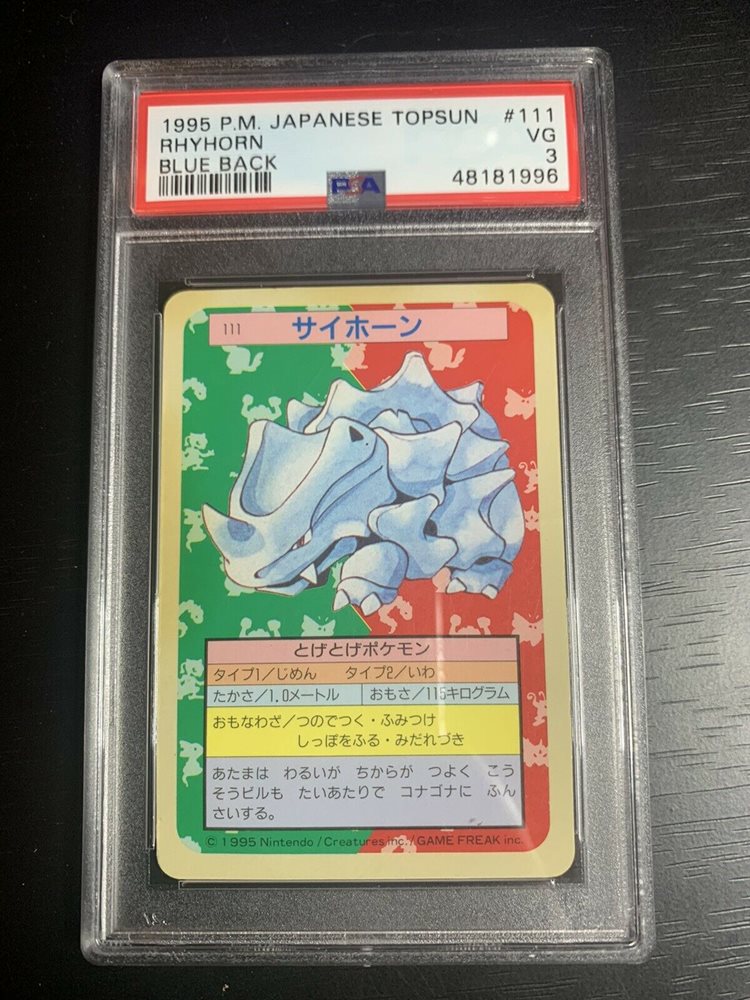 1995 P.M. JAPANESE TOPSUN #111
RHYHORN VG
BLUE BACK 3
PSA 48181996
111 サイホーン
とげとげポケモン
タイプ1/じめん タイプ2/いわ
たかさ/1.0メートル おもさ/115キログラム
おもなわざ/つのでつく・ふみつけ
しっぽをふる・みだれづき
あたまは わるいが ちからが つよく こう
そうビルも たいあたりで コナゴナに ふん
さいする。
© 1995 Nintendo / Creatures inc. / GAME FREAK inc.